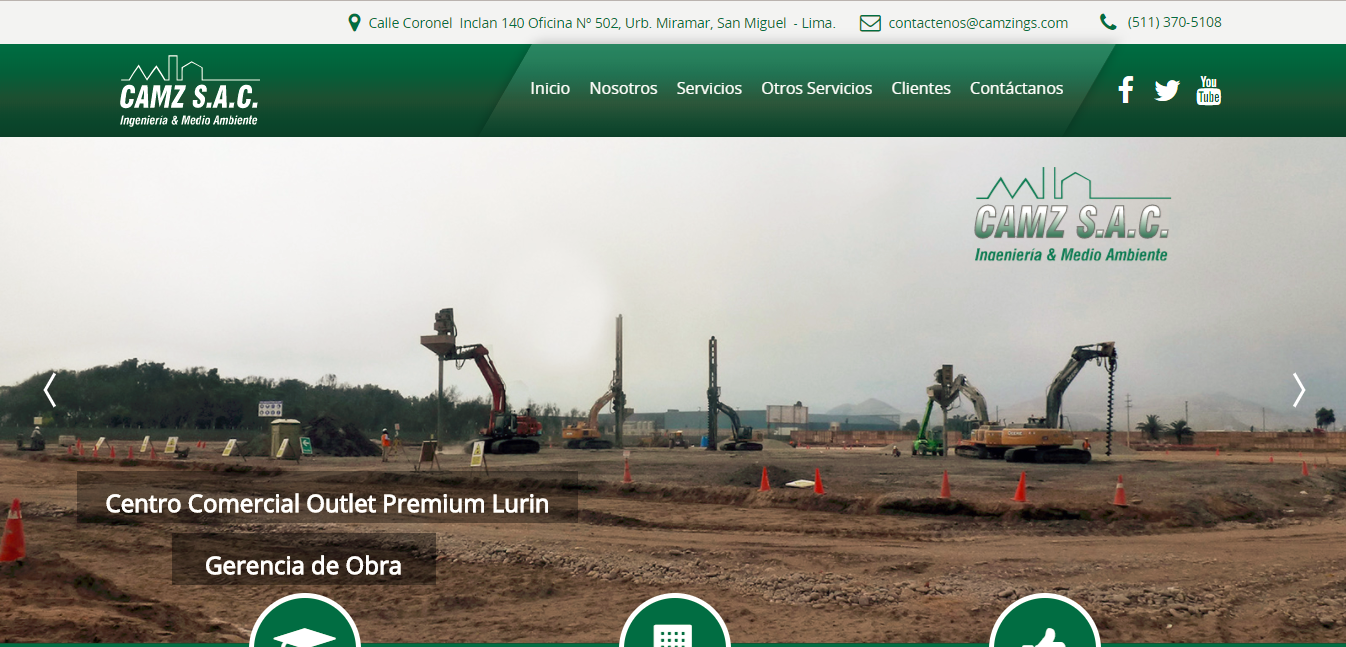 Calle Coronel  Inclan 140 Oficina Nº 502, Urb. Miramar, San Miguel  - Lima.
contactenos@camzings.com
(511) 370-5108
CAMZ S.A.C.
Ingeniería & Medio Ambiente
Inicio
Nosotros
Servicios
Otros Servicios
Clientes
Contáctanos
You
Tube
CAMZ S.A.C.
Ingeniería & Medio Ambiente
Centro Comercial Outlet Premium Lurin
Gerencia de Obra